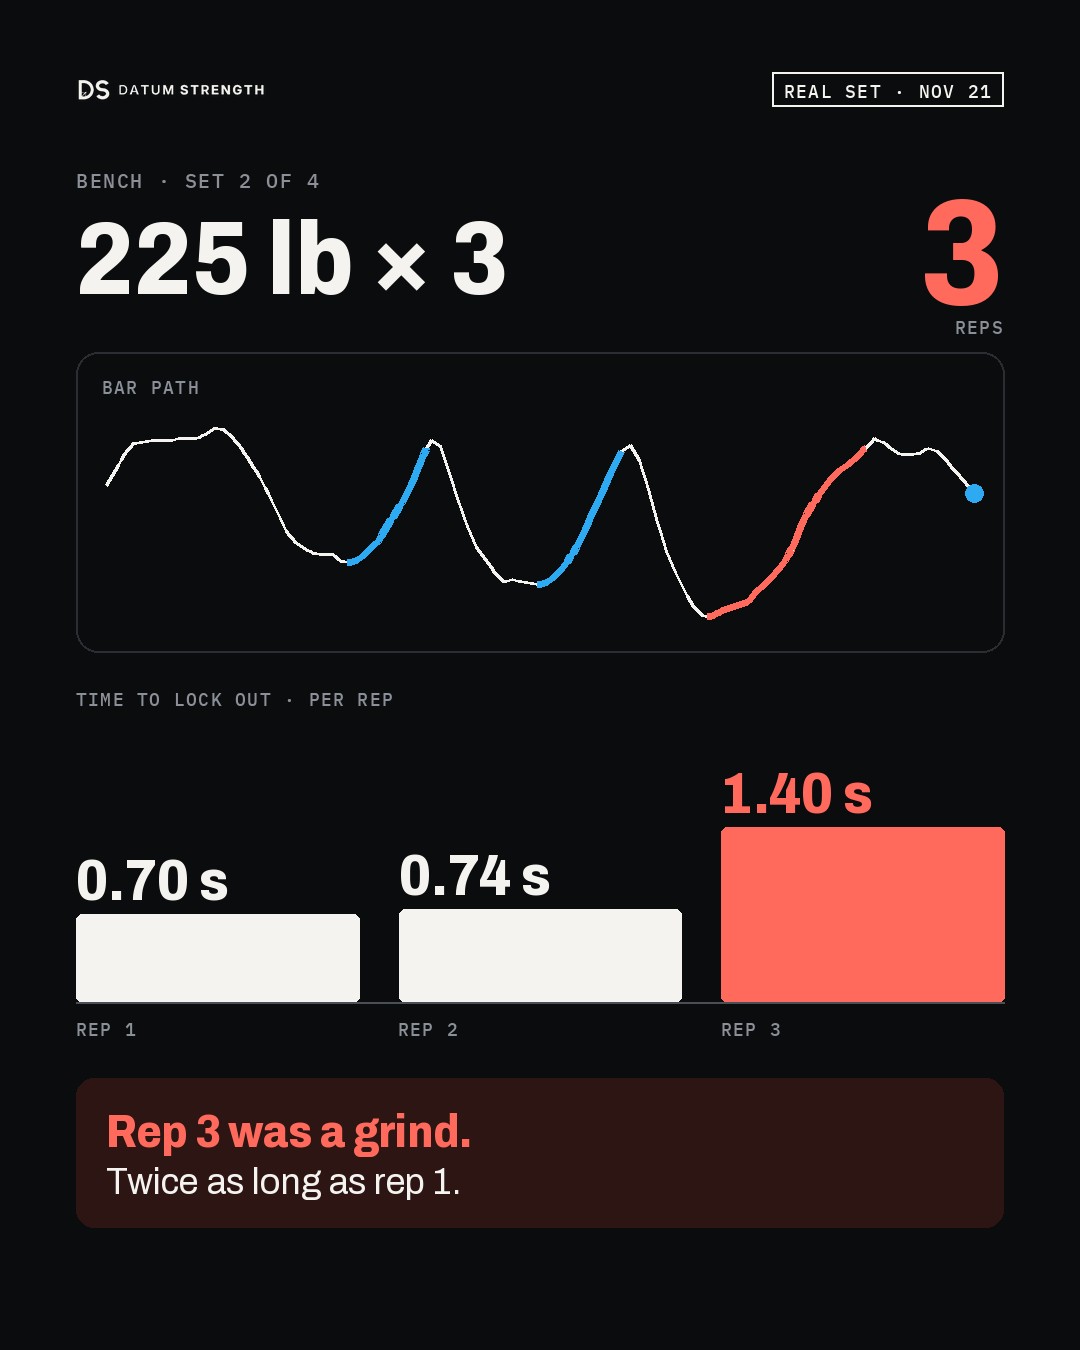 DS DATUM STRENGTH
REAL SET · NOV 21
BENCH · SET 2 OF 4
225 lb × 3
3
REPS
BAR PATH
TIME TO LOCK OUT · PER REP
0.70 s
0.74 s
1.40 s
REP 1
REP 2
REP 3
Rep 3 was a grind.
Twice as long as rep 1.